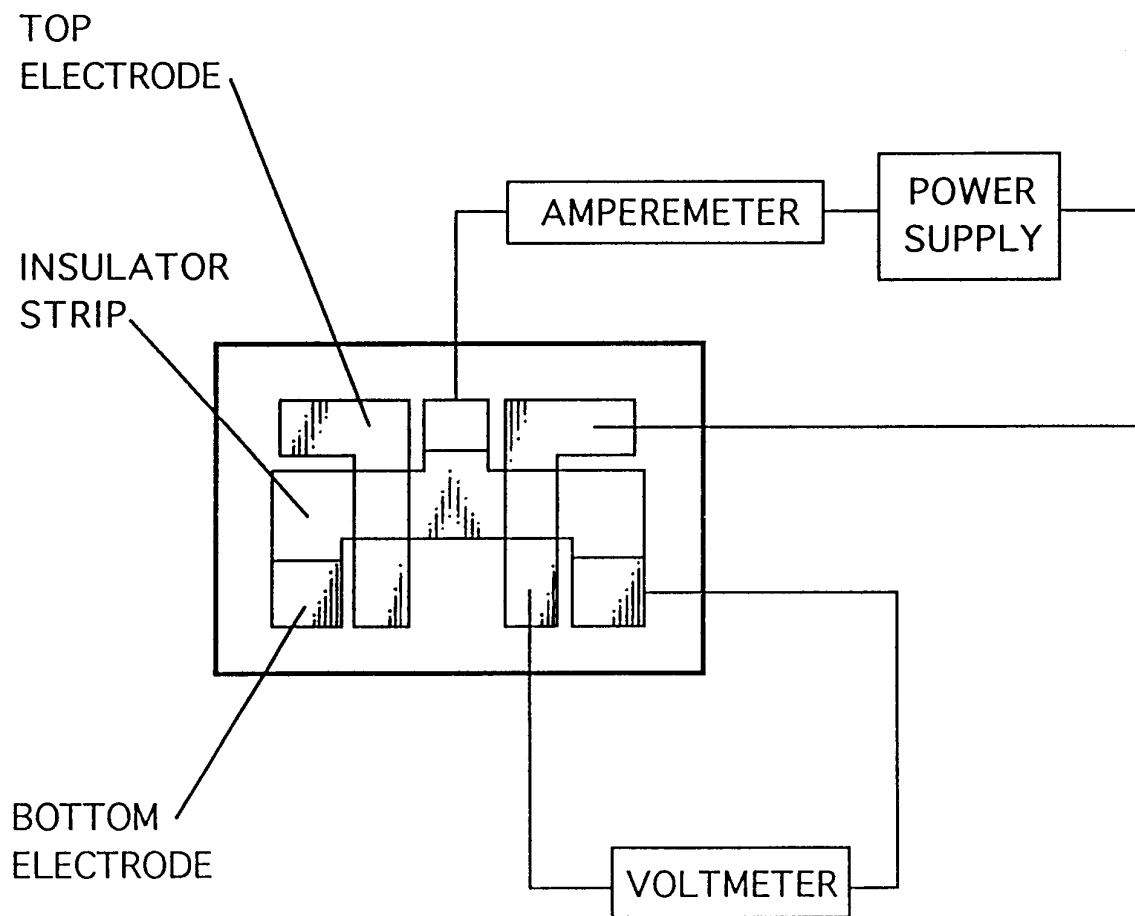 TOP
ELECTRODE
POWER
SUPPLY
AMPEREMETER
INSULATOR
STRIP
BOTTOM
ELECTRODE
VOLTMETER